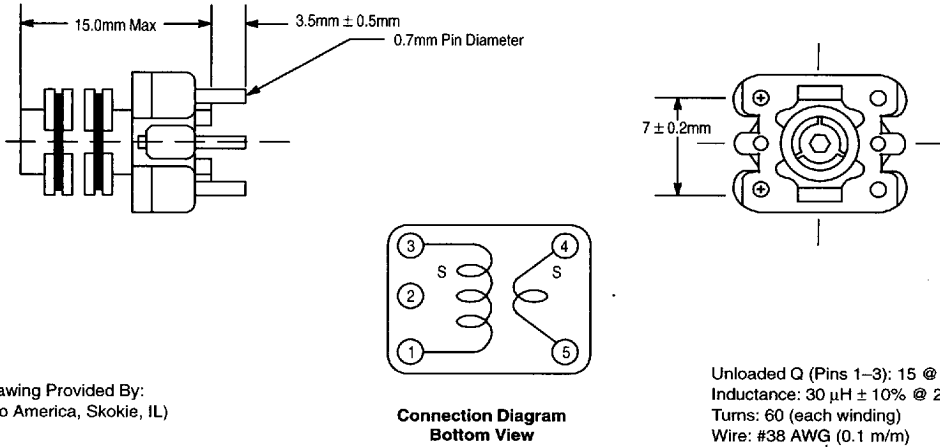 15.0mm Max
3.5mm ± 0.5mm
0.7mm Pin Diameter
7 ± 0.2mm
3
S
4
S
2
1
5
Provided By:
America, Skokie, IL)
Connection Diagram
Bottom View
Unloaded Q (Pins 1–3): 15 @
Inductance: 30 μH ± 10% @ 2
Turns: 60 (each winding)
Wire: #38 AWG (0.1 m/m)